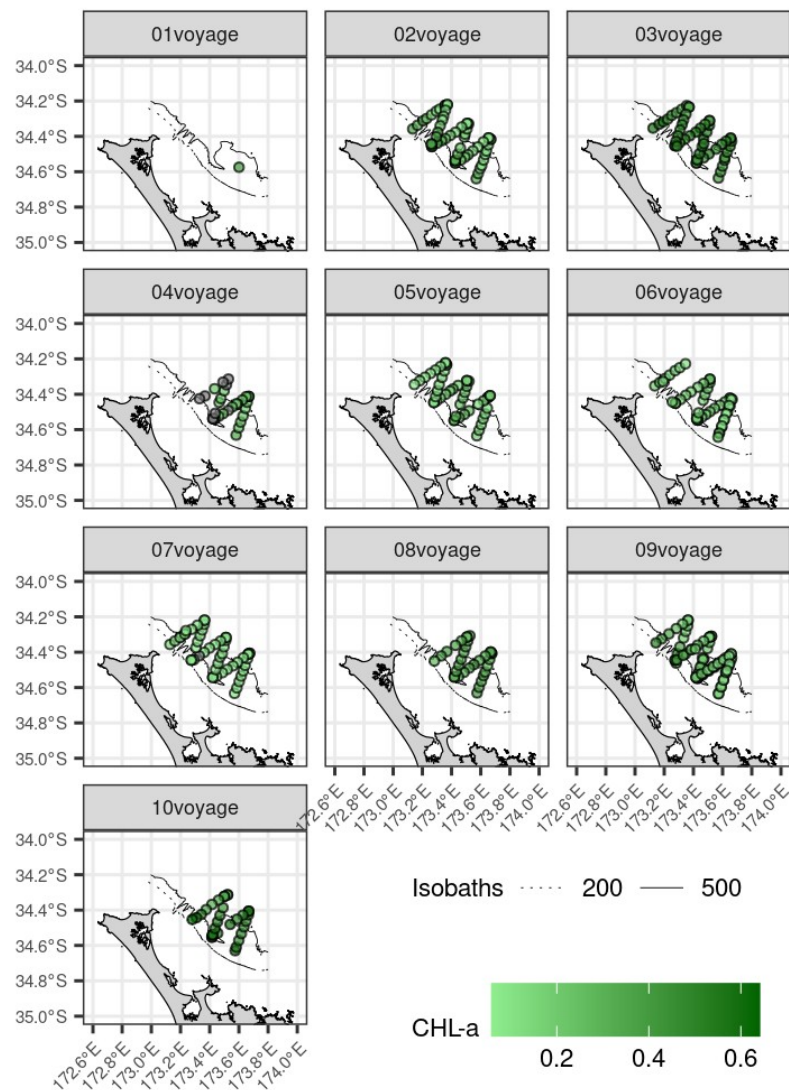 01voyage 02voyage 03voyage
34.0°S
34.2°S
34.4°S
34.6°S
34.8°S
35.0°S
04voyage 05voyage 06voyage
34.0°S
34.2°S
34.4°S
34.6°S
34.8°S
35.0°S
07voyage 08voyage 09voyage
34.0°S
34.2°S
34.4°S
34.6°S
34.8°S
35.0°S
172.6°E 172.8°E 173.0°E 173.2°E 173.4°E 173.6°E 173.8°E 174.0°E 172.6°E 172.8°E 173.0°E 173.2°E 173.4°E 173.6°E 173.8°E 174.0°E
10voyage
34.0°S
34.2°S
34.4°S
34.6°S
34.8°S
35.0°S
172.6°E 172.8°E 173.0°E 173.2°E 173.4°E 173.6°E 173.8°E 174.0°E
Isobaths 200 500
CHL-a
0.2 0.4 0.6